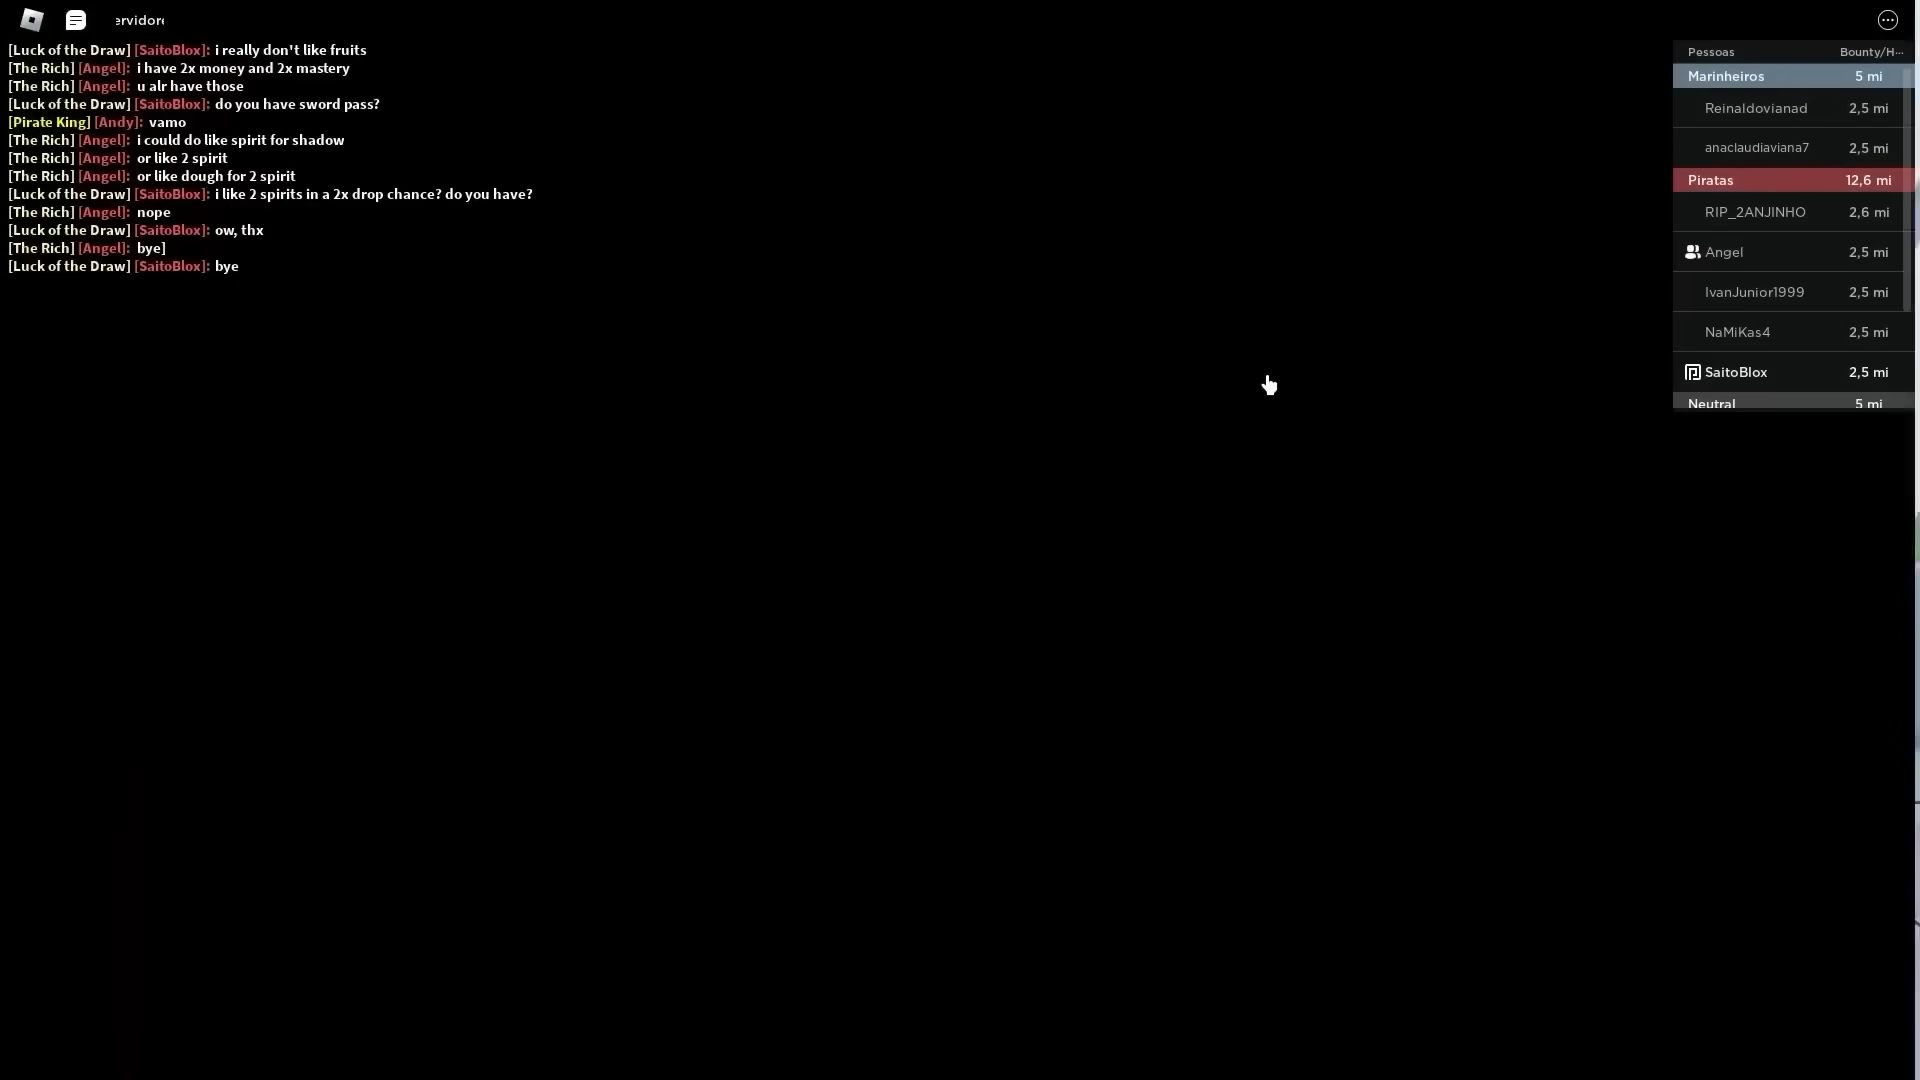 ervidore
[Luck of the Draw] [SaitoBlox]: i really don't like fruits
[The Rich] [Angel]: i have 2x money and 2x mastery
[The Rich] [Angel]: u alr have those
[Luck of the Draw] [SaitoBlox]: do you have sword pass?
[Pirate King] [Andy]: vamo
[The Rich] [Angel]: i could do like spirit for shadow
[The Rich] [Angel]: or like 2 spirit
[The Rich] [Angel]: or like dough for 2 spirit
[Luck of the Draw] [SaitoBlox]: i like 2 spirits in a 2x drop chance? do you have?
[The Rich] [Angel]: nope
[Luck of the Draw] [SaitoBlox]: ow, thx
[The Rich] [Angel]: bye]
[Luck of the Draw] [SaitoBlox]: bye
Pessoas Bounty/H...
Marinheiros 5 mi
Reinaldovianad 2,5 mi
anaclaudiaviana7 2,5 mi
Piratas 12,6 mi
RIP_2ANJINHO 2,6 mi
Angel 2,5 mi
IvanJunior1999 2,5 mi
NaMiKas4 2,5 mi
SaitoBlox 2,5 mi
Neutral 5 mi